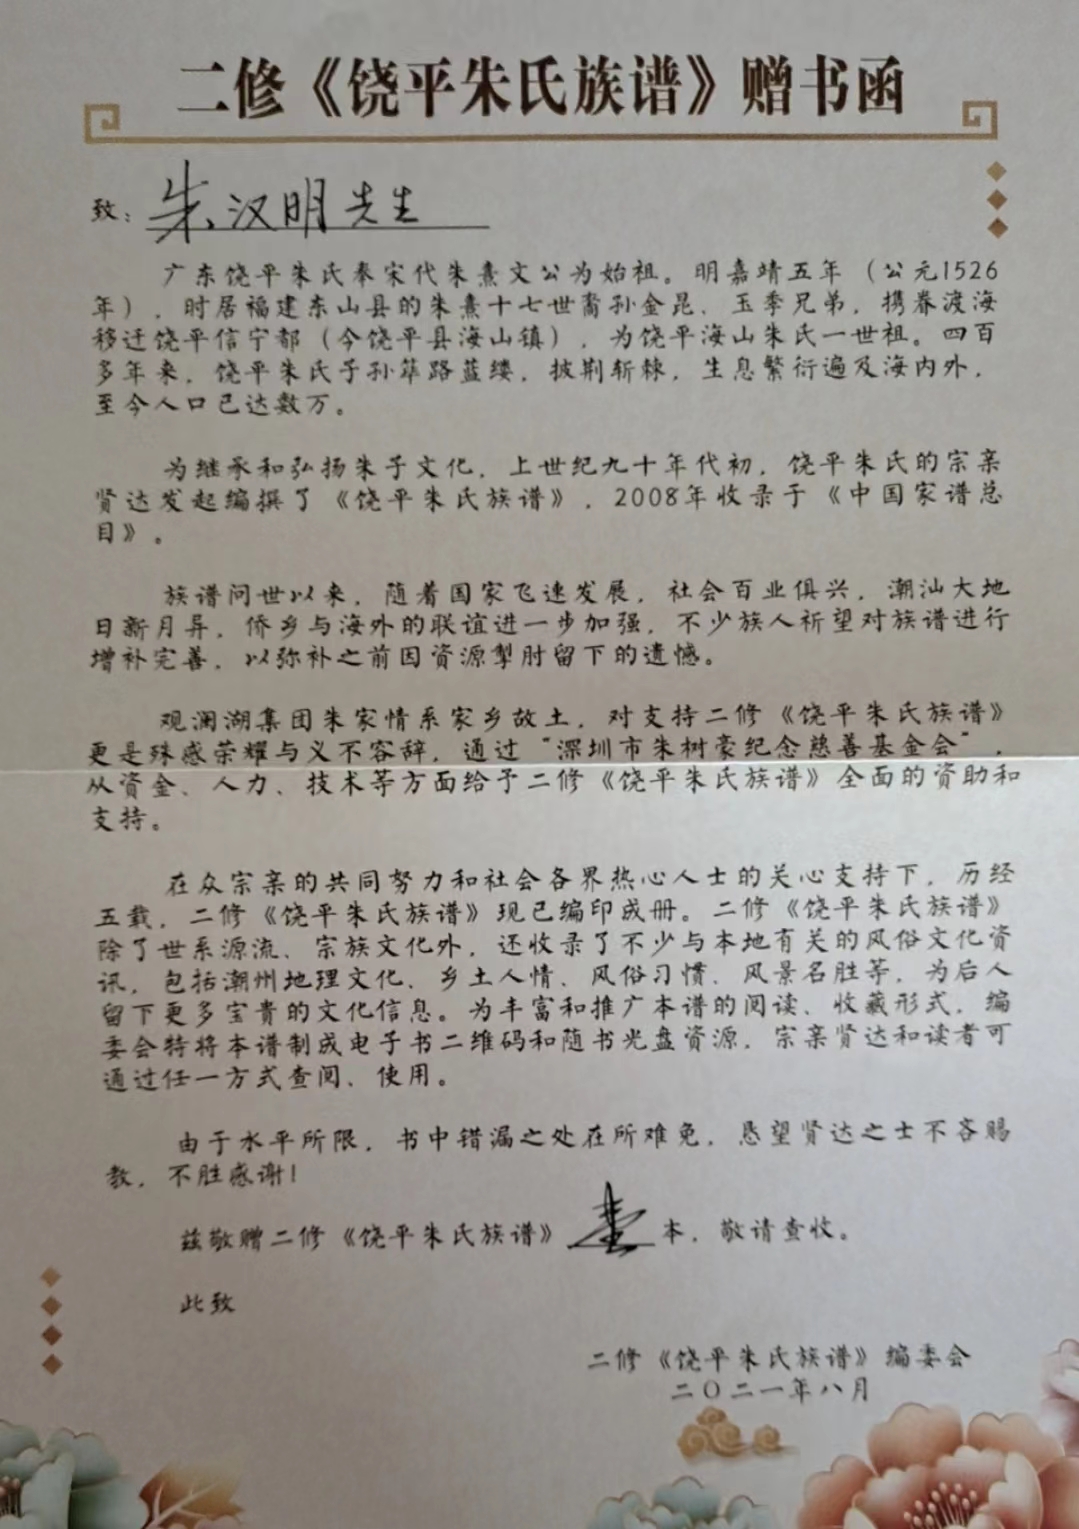 二修《饶平朱氏族谱》赠书函
致：朱汉明先生
广东饶平朱氏奉宋代朱熹文公为始祖。明嘉靖五年（公元1526
年），时居福建东山县的朱熹十七世裔孙金昆、玉季兄弟，携眷渡海
移迁饶平信宁都（今饶平县海山镇），为饶平海山朱氏一世祖。四百
多年来，饶平朱氏子孙筚路蓝缕，披荆斩棘，生息繁衍遍及海内外，
至今人口已达数万。
为继承和弘扬朱子文化，上世纪九十年代初，饶平朱氏的宗亲
贤达发起编撰了《饶平朱氏族谱》，2008年收录于《中国家谱总
目》。
族谱问世以来，随着国家飞速发展，社会百业俱兴，潮汕大地
日新月异，侨乡与海外的联谊进一步加强，不少族人祈望对族谱进行
增补完善，以弥补之前因资源掣肘留下的遗憾。
观澜湖集团朱家情系家乡故土，对支持二修《饶平朱氏族谱》
更是殊感荣耀与义不容辞，通过“深圳市朱树豪纪念慈善基金会”，
从资金、人力、技术等方面给予二修《饶平朱氏族谱》全面的资助和
支持。
在众宗亲的共同努力和社会各界热心人士的关心支持下，历经
五载，二修《饶平朱氏族谱》现已编印成册。二修《饶平朱氏族谱》
除了世系源流、宗族文化外，还收录了不少与本地有关的风俗文化资
讯，包括潮州地理文化、乡土人情、风俗习惯、风景名胜等，为后人
留下更多宝贵的文化信息。为丰富和推广本谱的阅读、收藏形式，编
委会特将本谱制成电子书二维码和随书光盘资源，宗亲贤达和读者可
通过任一方式查阅、使用。
由于水平所限，书中错漏之处在所难免，恳望贤达之士不吝赐
教，不胜感谢！
兹敬赠二修《饶平朱氏族谱》壹本，敬请查收。
此致
二修《饶平朱氏族谱》编委会
二〇二一年八月